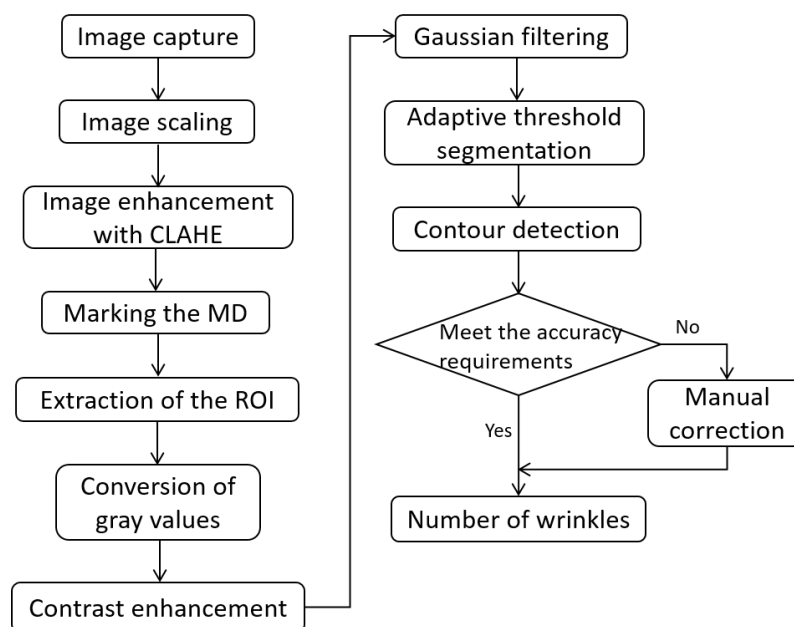 Image capture
Image scaling
Image enhancement
with CLAHE
Marking the MD
Extraction of the ROI
Conversion of
gray values
Contrast enhancement
Gaussian filtering
Adaptive threshold
segmentation
Contour detection
Meet the accuracy
requirements
No
Manual
correction
Yes
Number of wrinkles